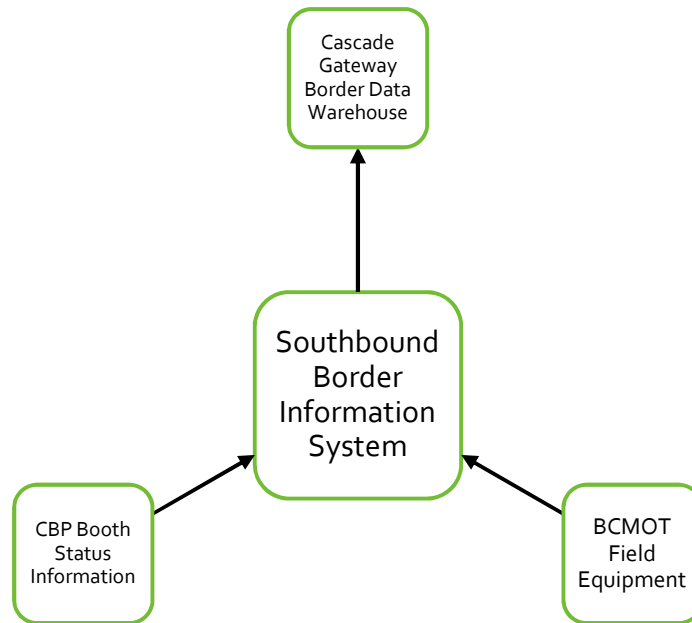 Cascade
Gateway
Border Data
Warehouse
Southbound
Border
Information
System
CBP Booth
Status
Information
BCMOT
Field
Equipment